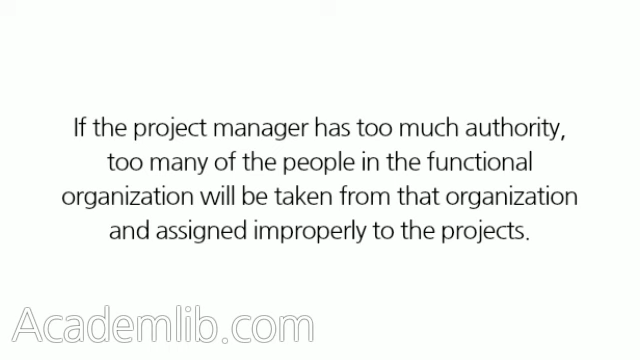 If the project manager has too much authority,
too many of the people in the functional
organization will be taken from that organization
and assigned improperly to the projects.
Academlib.com